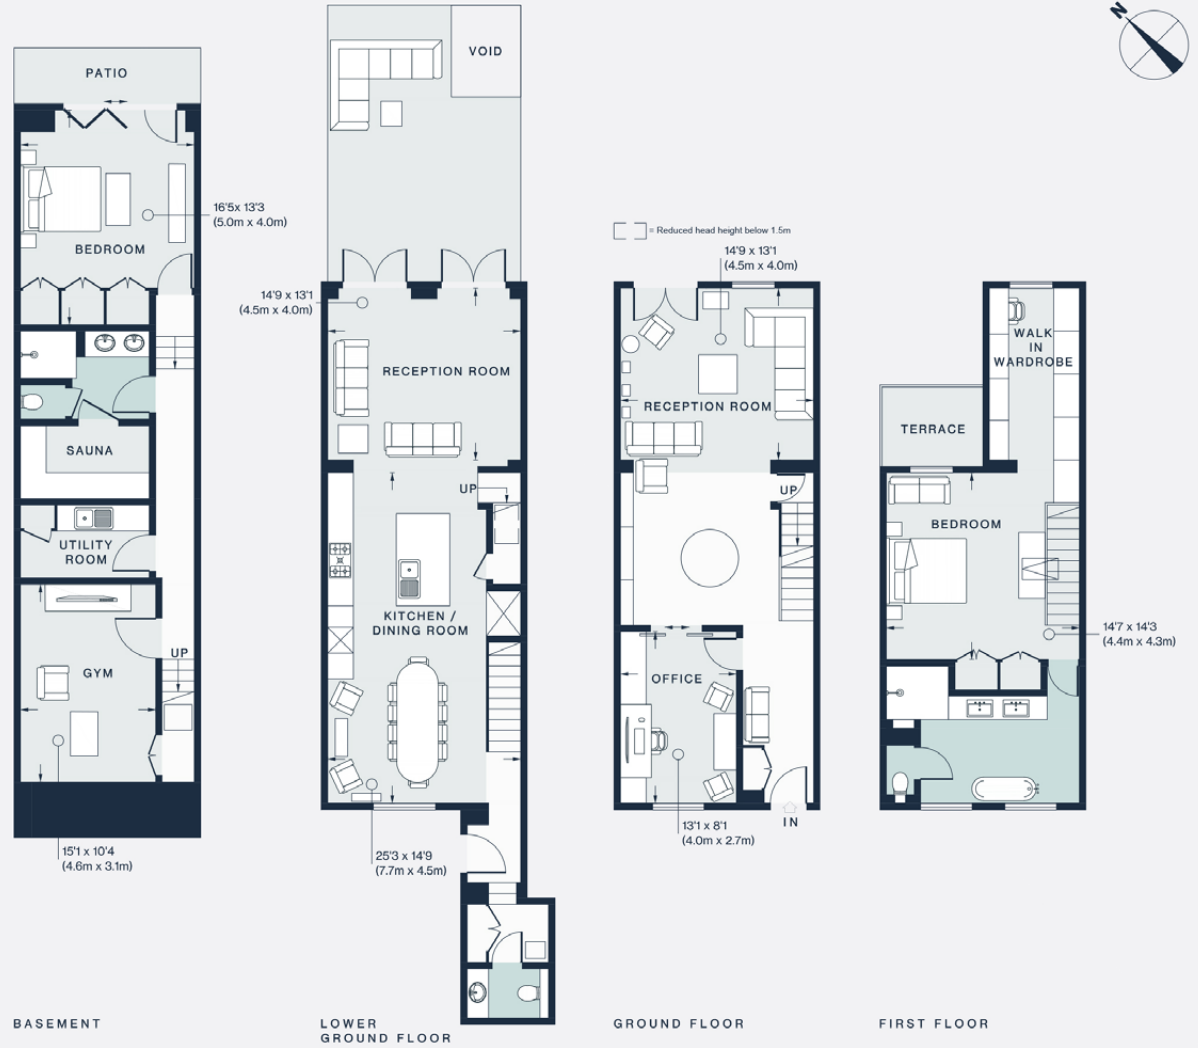 N
PATIO
16'5x 13'3
(5.0m x 4.0m)
BEDROOM
SAUNA
UTILITY
ROOM
UP
GYM
15'1 x 10'4
(4.6m x 3.1m)
BASEMENT
VOID
14'9 x 13'1
(4.5m x 4.0m)
RECEPTION ROOM
UP
KITCHEN /
DINING ROOM
25'3 x 14'9
(7.7m x 4.5m)
LOWER
GROUND FLOOR
= Reduced head height below 1.5m
14'9 x 13'1
(4.5m x 4.0m)
RECEPTION ROOM
UP
OFFICE
IN
13'1 x 8'1
(4.0m x 2.7m)
GROUND FLOOR
WALK
IN
WARDROBE
TERRACE
BEDROOM
14'7 x 14'3
(4.4m x 4.3m)
FIRST FLOOR